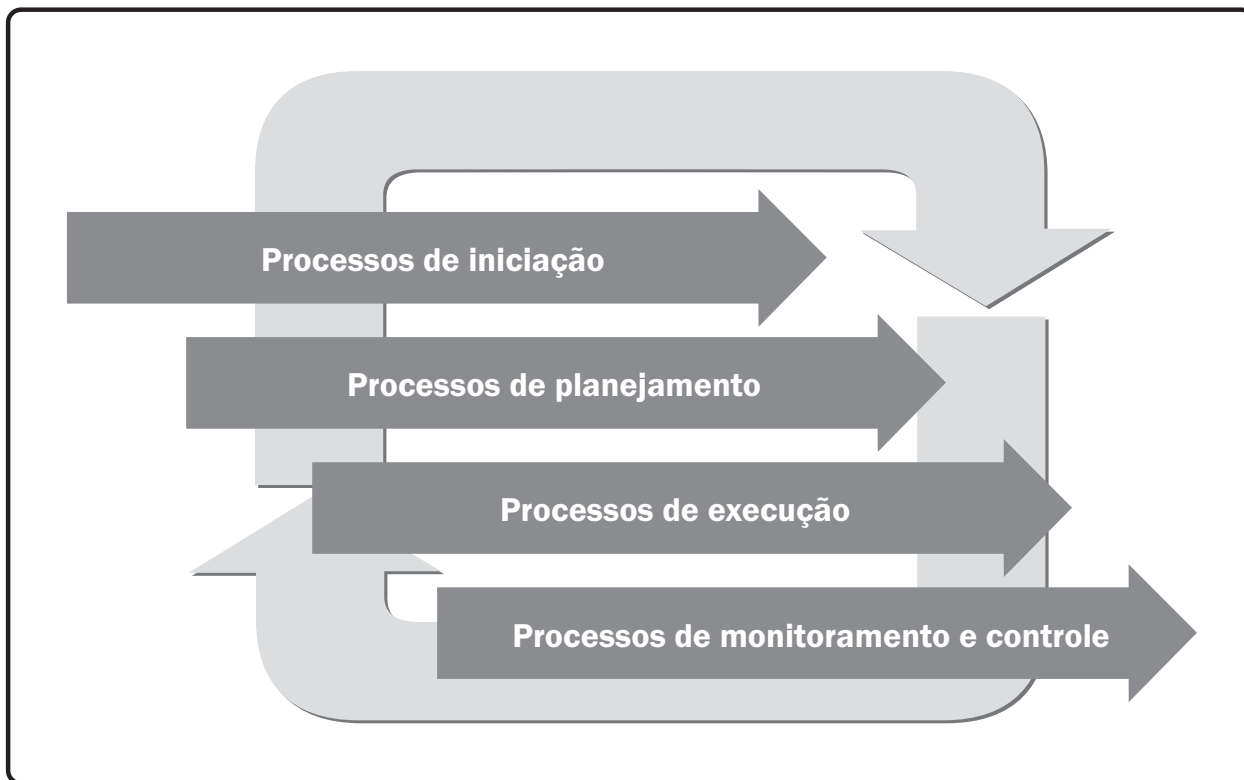 Processos de iniciação
Processos de planejamento
Processos de execução
Processos de monitoramento e controle